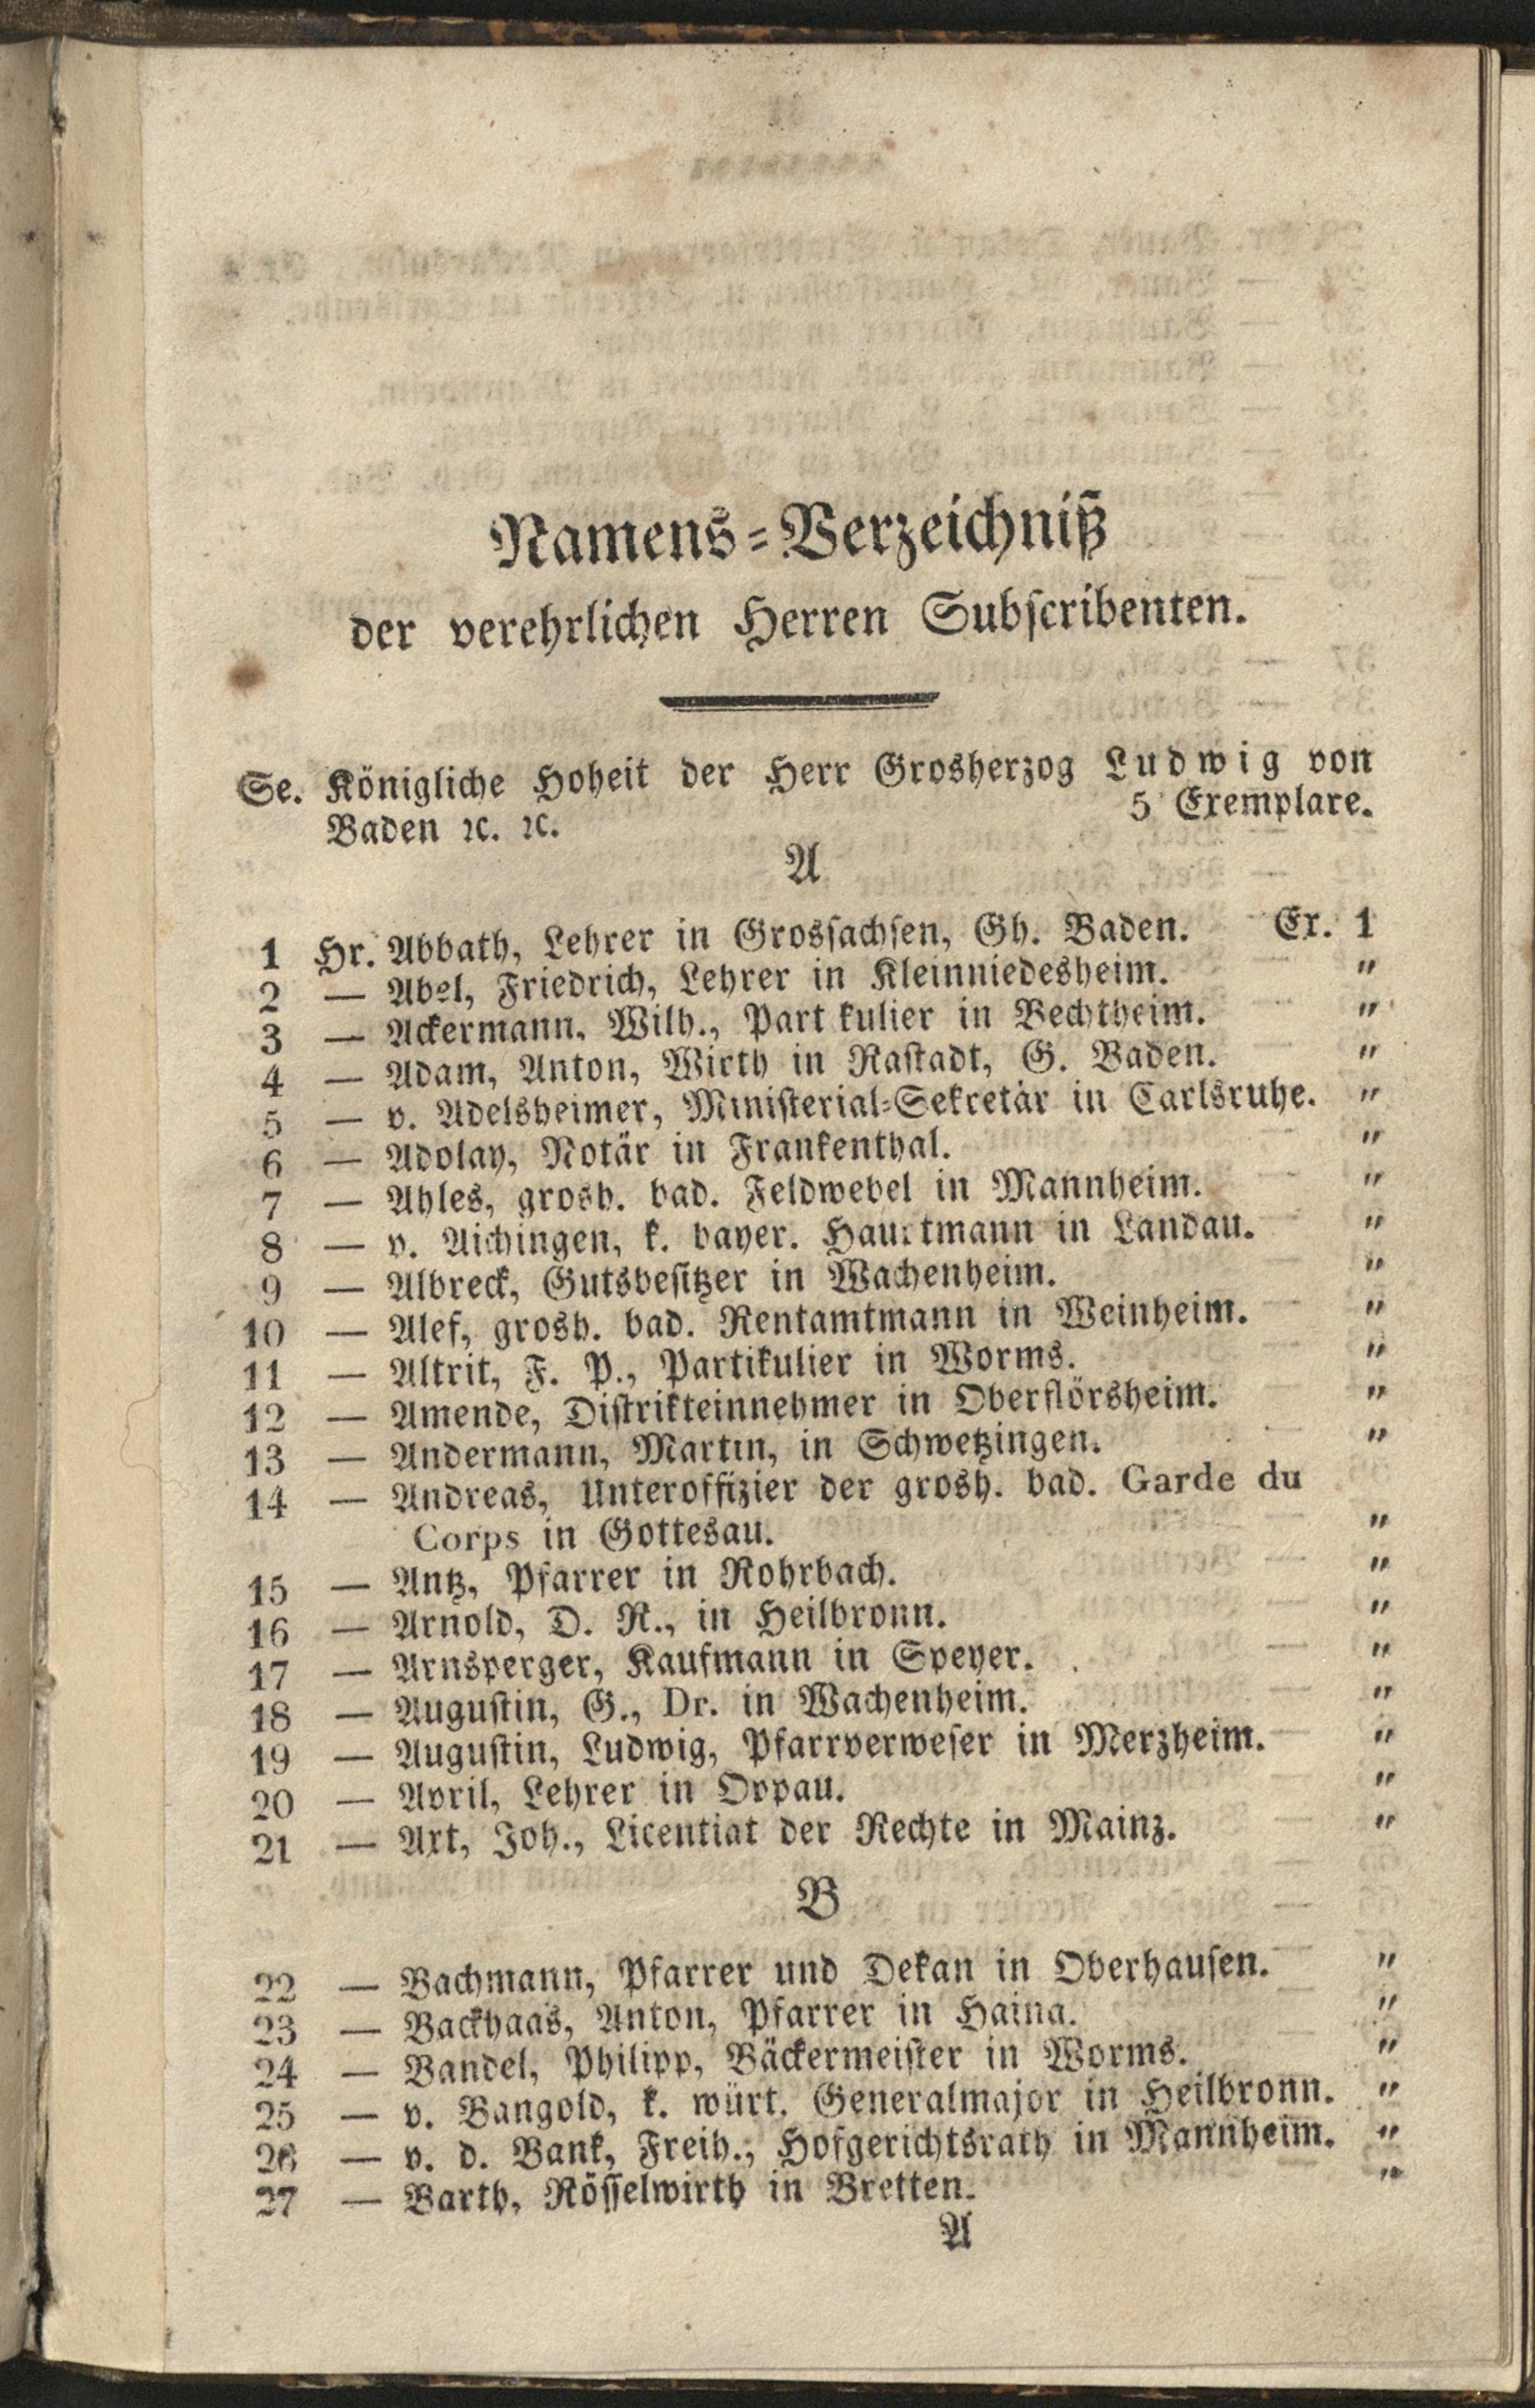 Namens-Verzeichniß
der verehrlichen Herren Subscribenten.
Se. Königliche Hoheit der Herr Grosherzog Ludwig von
Baden ꝛc. ꝛc. 5 Exemplare.
A
1 Hr. Abbath, Lehrer in Grossachsen, Gh. Baden. Ex. 1
2 — Abel, Friedrich, Lehrer in Kleinniedesheim. "
3 — Ackermann, Wilh., Part kulier in Bechtheim. "
4 — Adam, Anton, Wirth in Rastadt, G. Baden. "
5 — v. Adelsheimer, Ministerial-Sekretär in Carlsruhe. "
6 — Adolay, Notär in Frankenthal. "
7 — Ahles, grosh. bad. Feldwebel in Mannheim. "
8 — v. Aichingen, k. bayer. Hauptmann in Landau. "
9 — Albreck, Gutsbesitzer in Wachenheim. "
10 — Alef, grosh. bad. Rentamtmann in Weinheim. "
11 — Altrit, F. P., Partikulier in Worms. "
12 — Amende, Distrikteinnehmer in Oberflörsheim. "
13 — Andermann, Martin, in Schwetzingen. "
14 — Andreas, Unteroffizier der grosh. bad. Garde du
Corps in Gottesau. "
15 — Antz, Pfarrer in Rohrbach. "
16 — Arnold, D. R., in Heilbronn. "
17 — Arnsperger, Kaufmann in Speyer. "
18 — Augustin, G., Dr. in Wachenheim. "
19 — Augustin, Ludwig, Pfarrverweser in Merzheim. "
20 — Avril, Lehrer in Oppau. "
21 — Axt, Joh., Licentiat der Rechte in Mainz. "
B
22 — Bachmann, Pfarrer und Dekan in Oberhausen. "
23 — Backhaas, Anton, Pfarrer in Haina. "
24 — Bandel, Philipp, Bäckermeister in Worms. "
25 — v. Bangold, k. würt. Generalmajor in Heilbronn. "
26 — v. d. Bank, Freih., Hofgerichtsrath in Mannheim. "
27 — Barth, Rösselwirth in Bretten. "
A